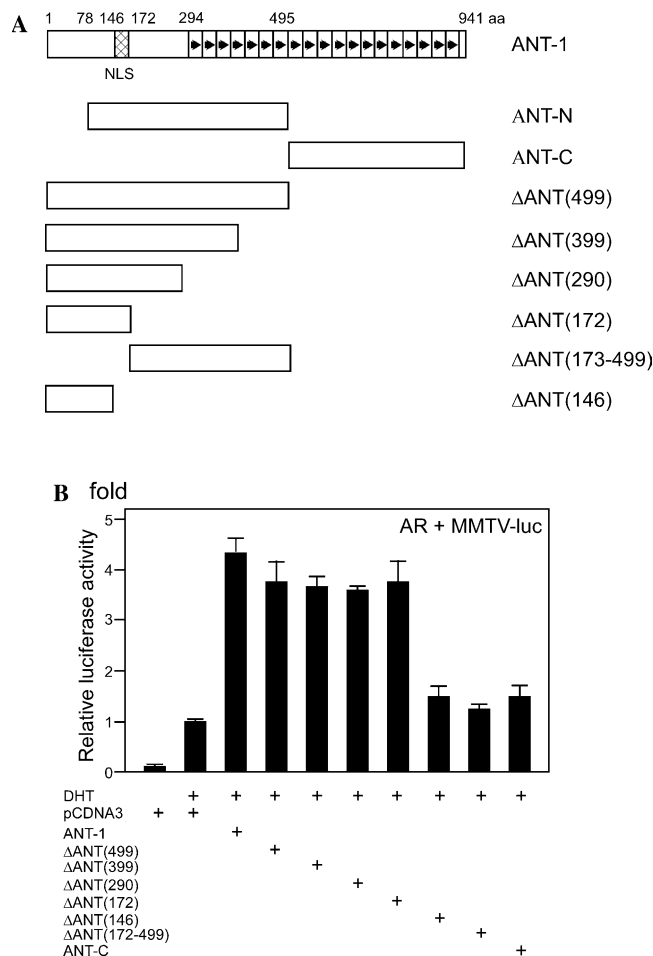 A
1 78 146 172 294 495 941 aa
ANT-1
NLS
ANT-N
ANT-C
ΔANT(499)
ΔANT(399)
ΔANT(290)
ΔANT(172)
ΔANT(173-499)
ΔANT(146)
B fold
AR + MMTV-luc
Relative luciferase activity
5
4
3
2
1
0
DHT + + + + + + + + +
pCDNA3 + +
ANT-1 +
ΔANT(499) +
ΔANT(399) +
ΔANT(290) +
ΔANT(172) +
ΔANT(146) +
ΔANT(172-499) +
ANT-C +